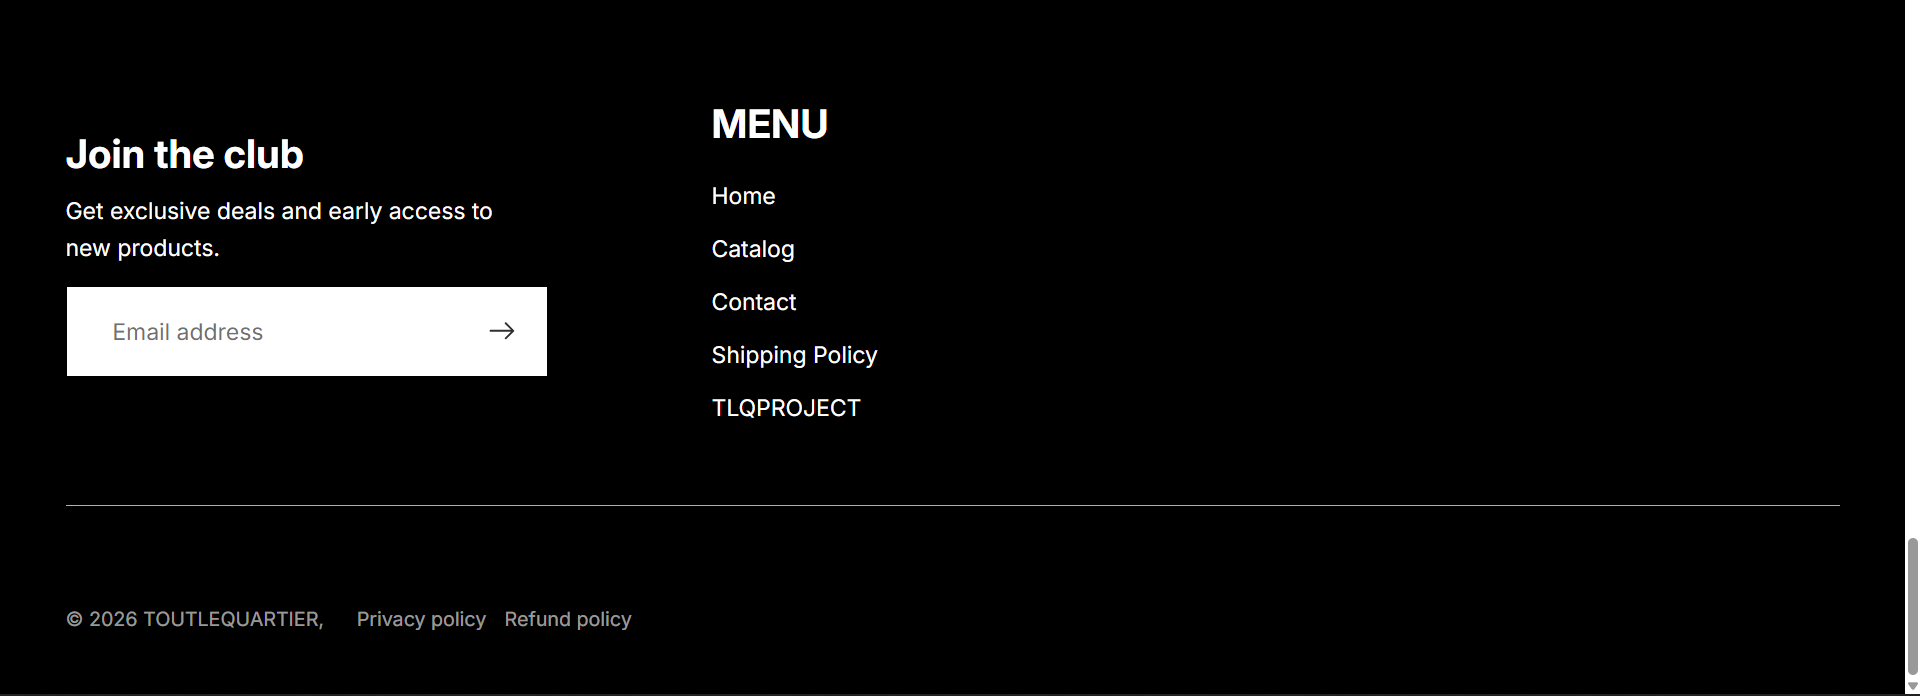 Join the club
Get exclusive deals and early access to
new products.
Email address
MENU
Home
Catalog
Contact
Shipping Policy
TLQPROJECT
© 2026 TOUTLEQUARTIER, Privacy policy Refund policy